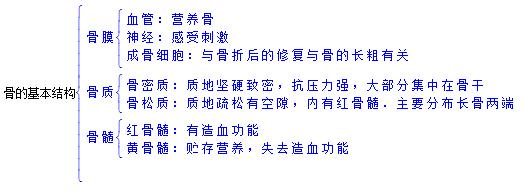 骨的基本结构
骨膜
血管：营养骨
神经：感受刺激
成骨细胞：与骨折后的修复与骨的长粗有关
骨质
骨密质：质地坚硬致密，抗压力强，大部分集中在骨干
骨松质：质地疏松有空隙，内有红骨髓．主要分布长骨两端
骨髓
红骨髓：有造血功能
黄骨髓：贮存营养，失去造血功能